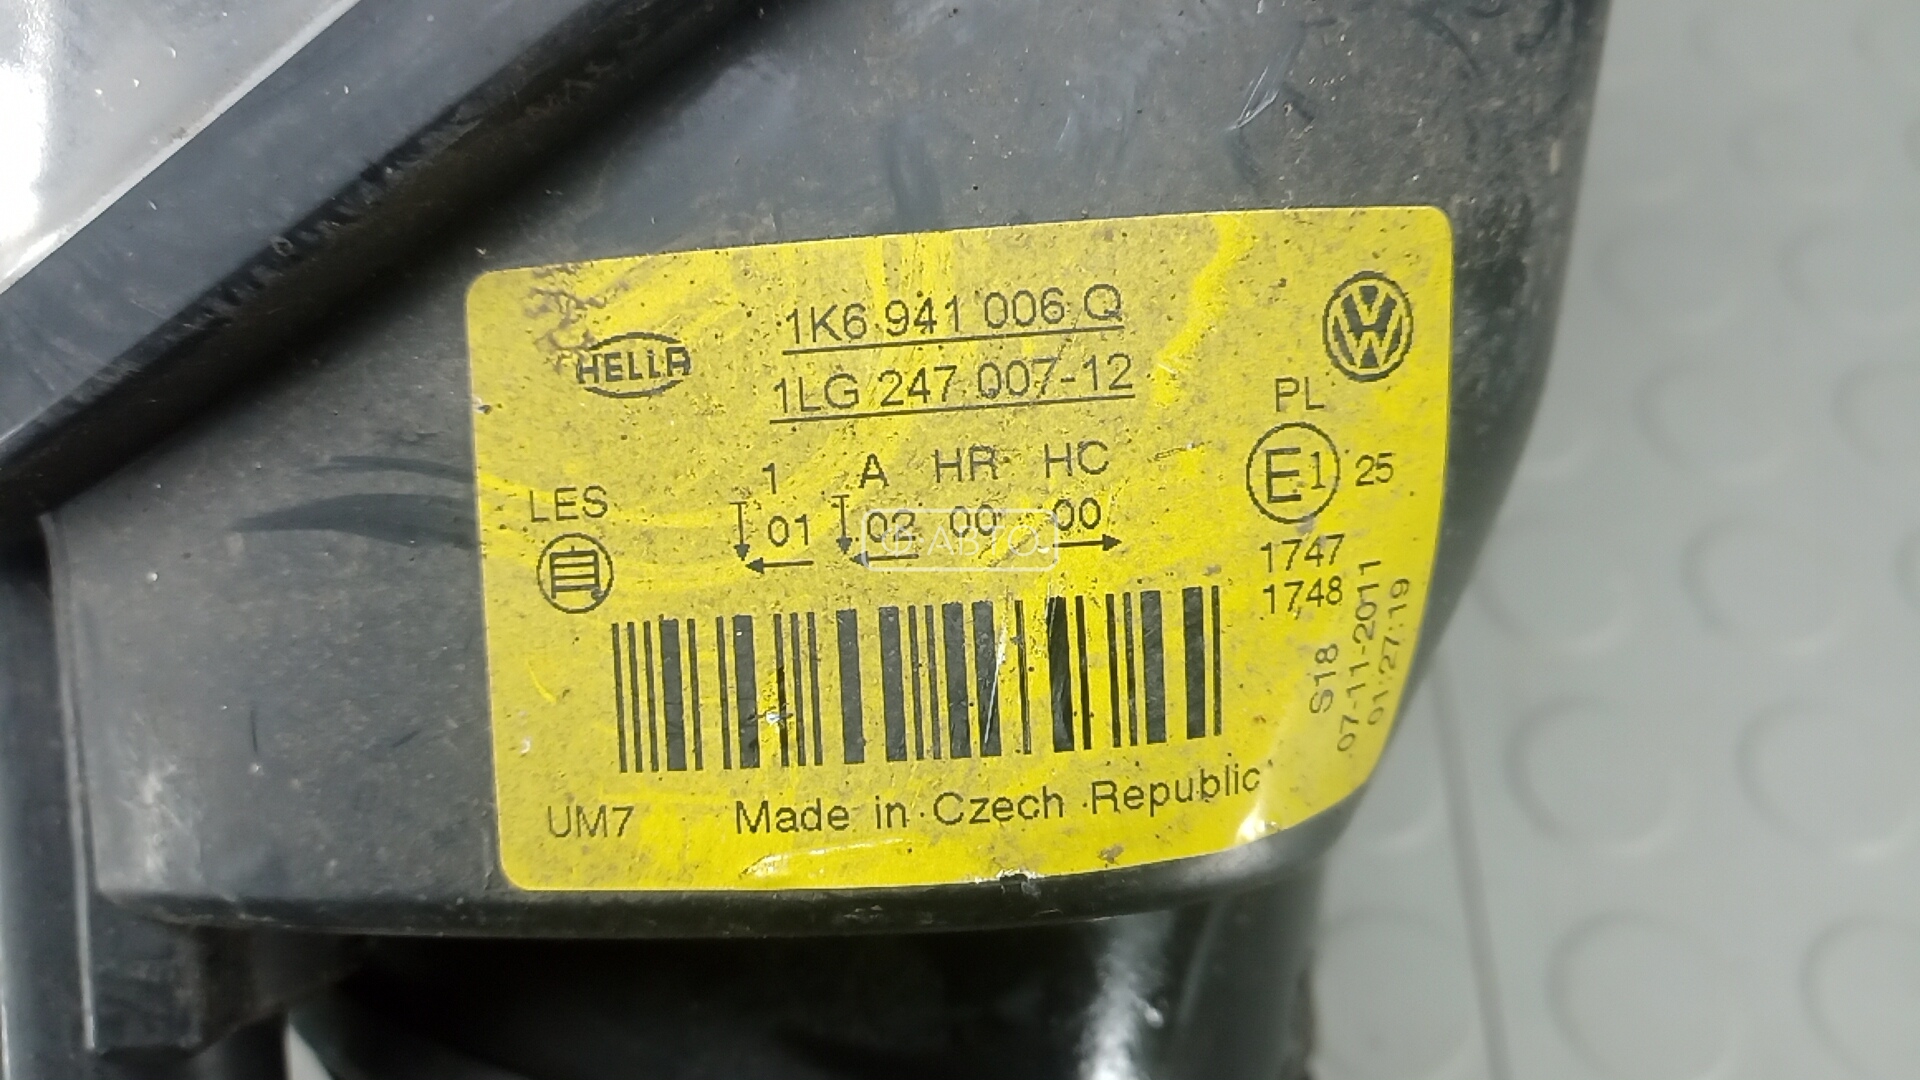 HELLA
1K6 941 006 Q
1LG 247 007-12
PL
1 A HR HC
E1 25
LES
01 02 00 00
1747
1748
S18
07-11-2011
01:27:19
UM7 Made in Czech Republic
АВТО